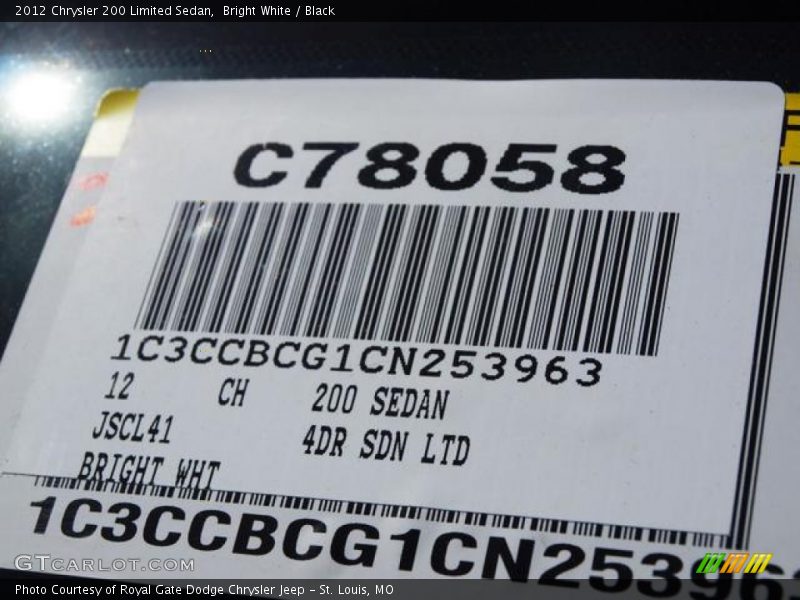 2012 Chrysler 200 Limited Sedan,  Bright White / Black
C78058
1C3CCBCG1CN253963
12 CH 200 SEDAN
JSCL41 4DR SDN LTD
BRIGHT WHT
1C3CCBCG1CN253963
GTCARLOT.COM
Photo Courtesy of Royal Gate Dodge Chrysler Jeep – St. Louis, MO